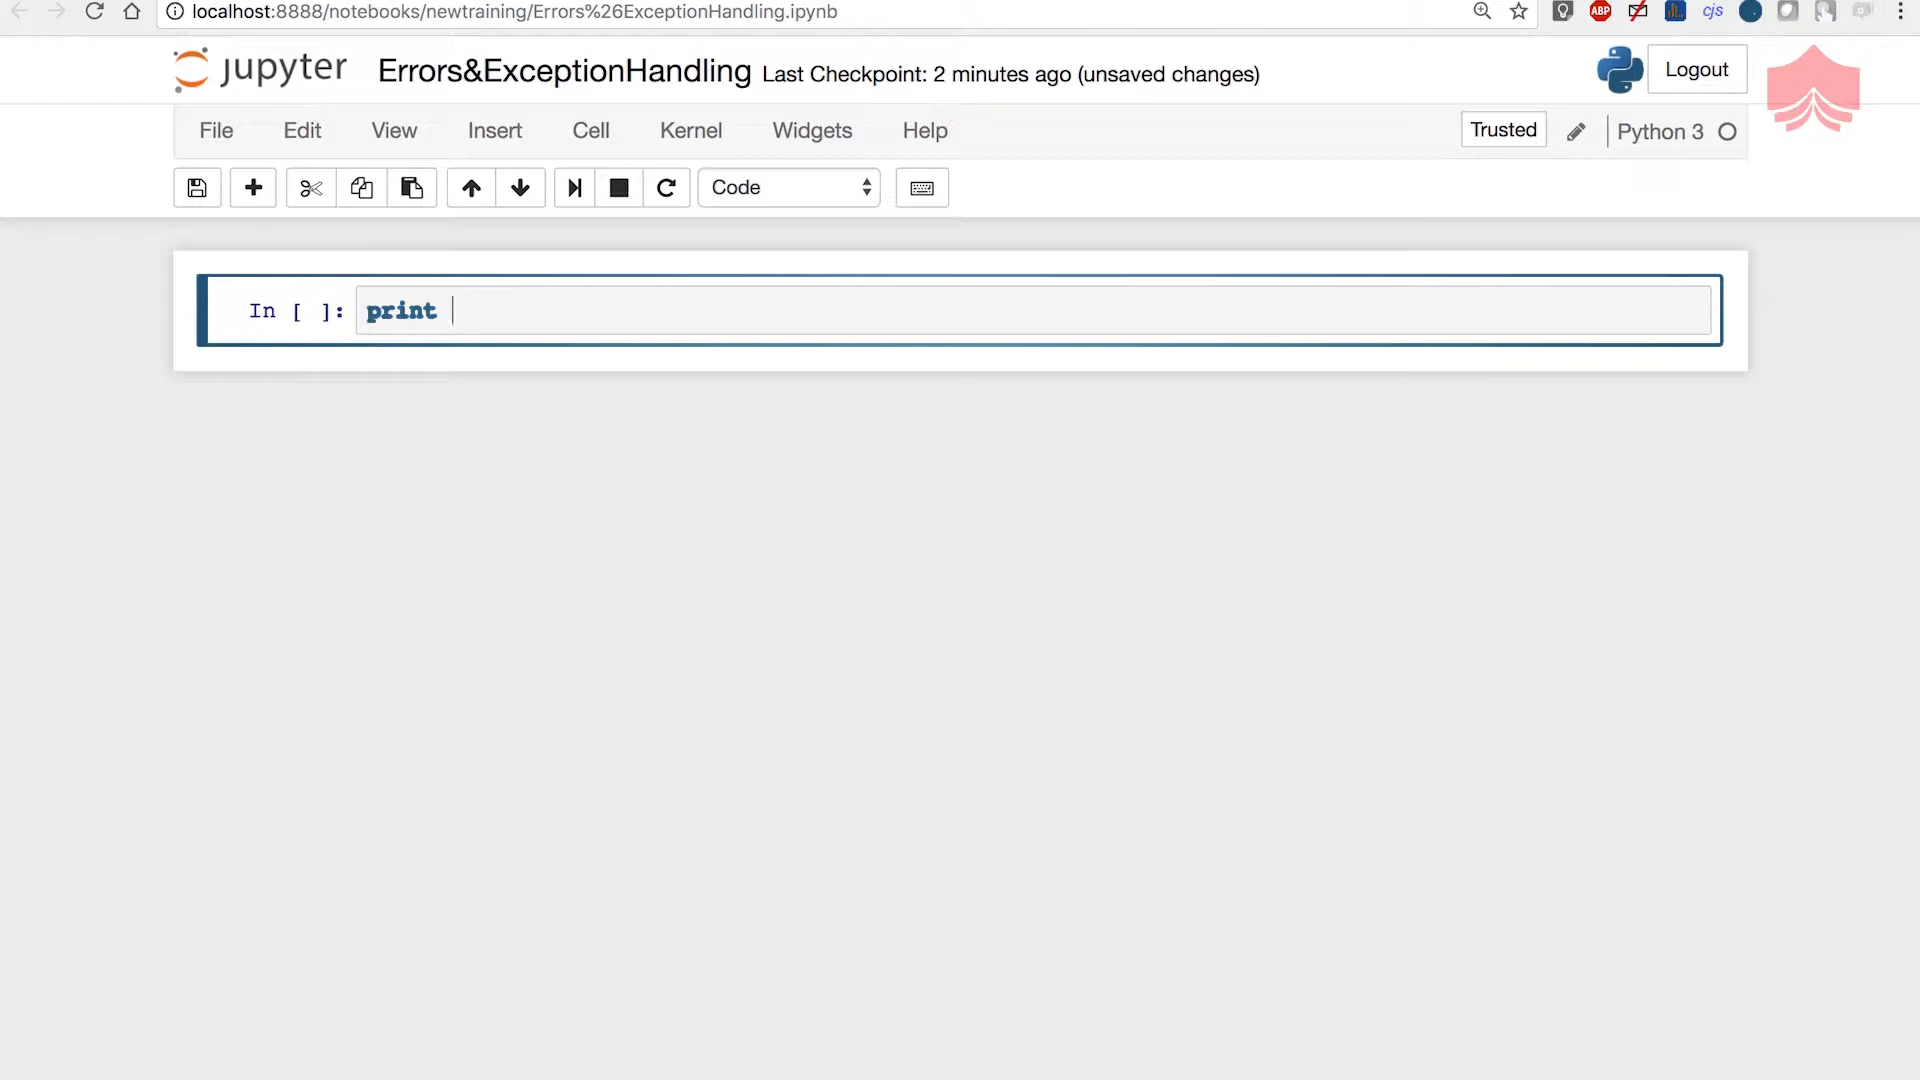 localhost:8888/notebooks/newtraining/Errors%26ExceptionHandling.ipynb
ABP
cjs
jupyter Errors&ExceptionHandling Last Checkpoint: 2 minutes ago (unsaved changes)
Logout
File Edit View Insert Cell Kernel Widgets Help
Trusted
Python 3
Code
In [ ]: print